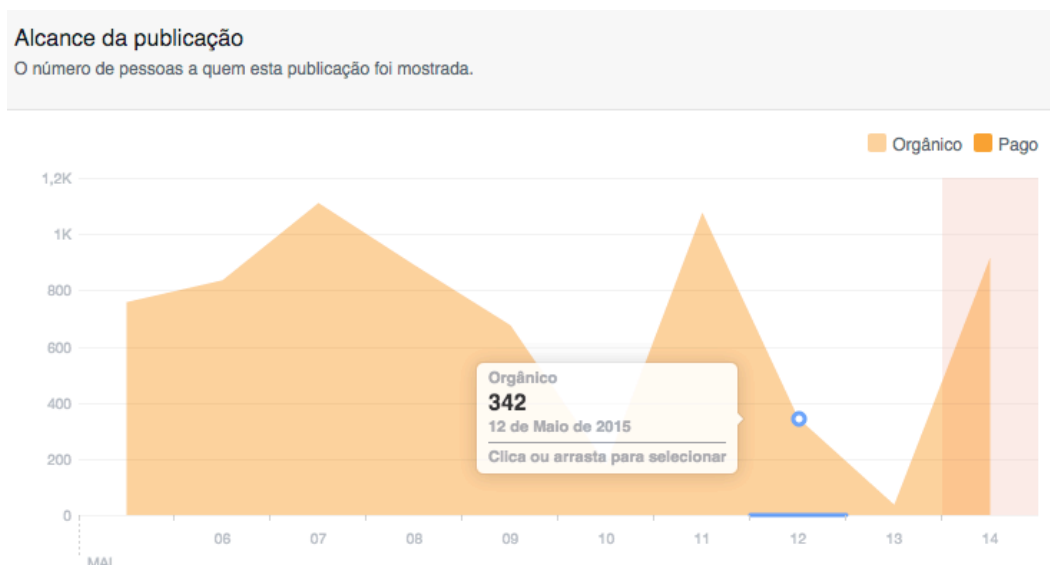 Alcance da publicação
O número de pessoas a quem esta publicação foi mostrada.
Orgânico Pago
1,2K
1K
800
600
400
200
0
Orgânico
342
12 de Maio de 2015
Clica ou arrasta para selecionar
06 07 08 09 10 11 12 13 14
MAI